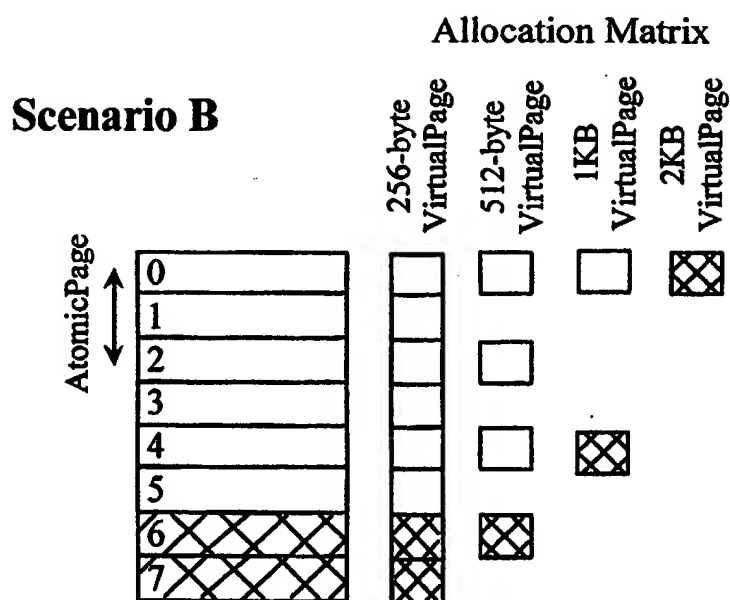 Allocation Matrix
Scenario B
256-byte
VirtualPage
512-byte
VirtualPage
1KB
VirtualPage
2KB
VirtualPage
AtomicPage
0
1
2
3
4
5
6
7